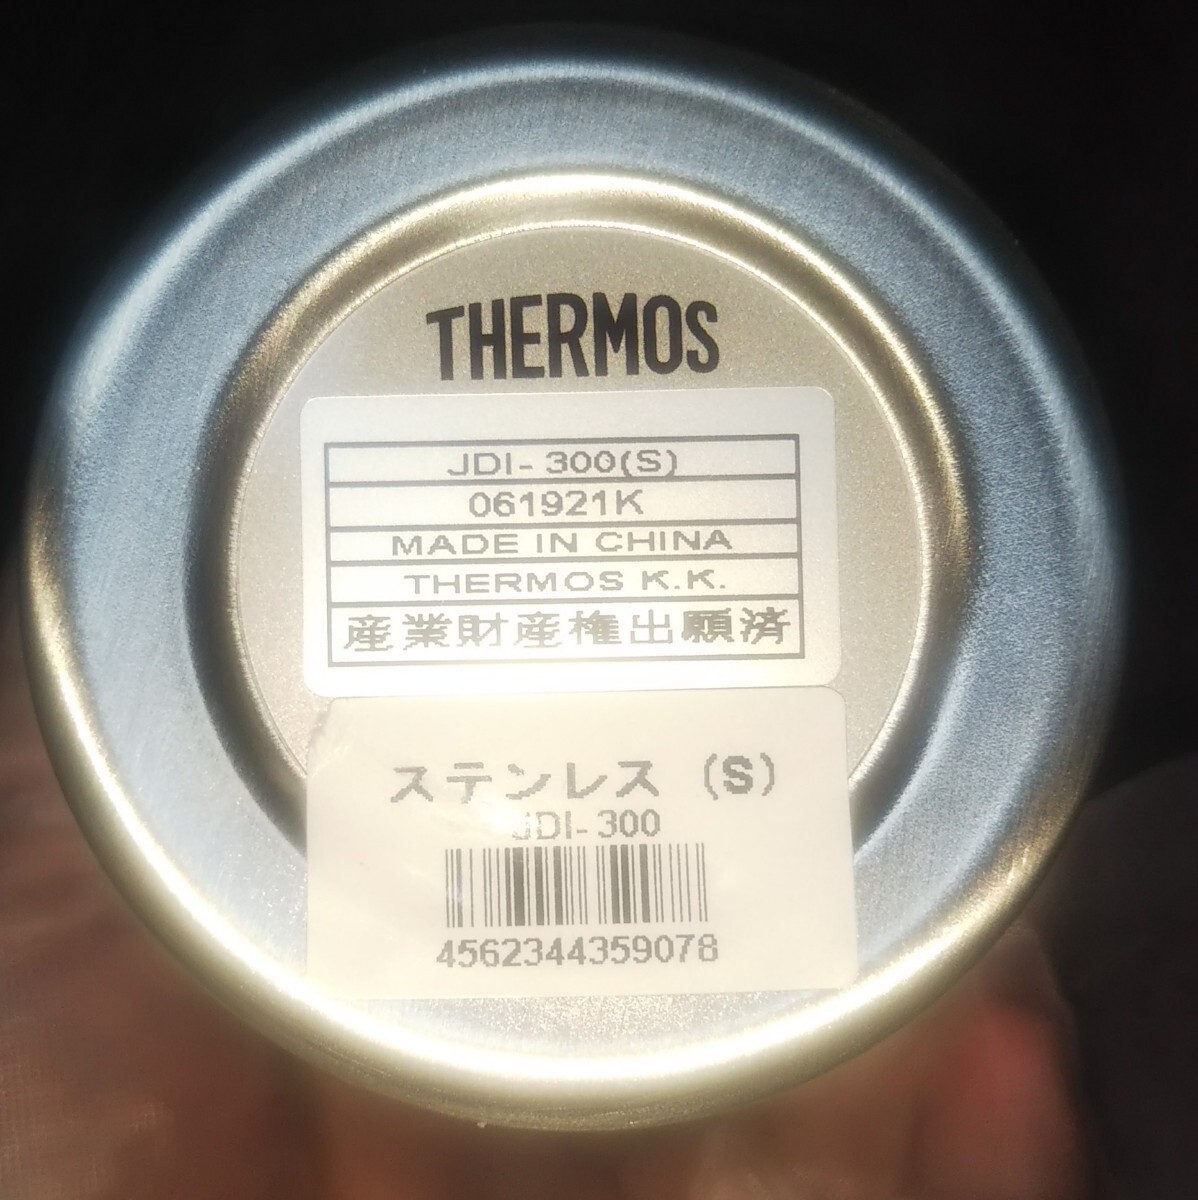 THERMOS
JDI-300(S)
061921K
MADE IN CHINA
THERMOS K.K.
産業財産権出願済
ステンレス (S)
JDI-300
4562344359078